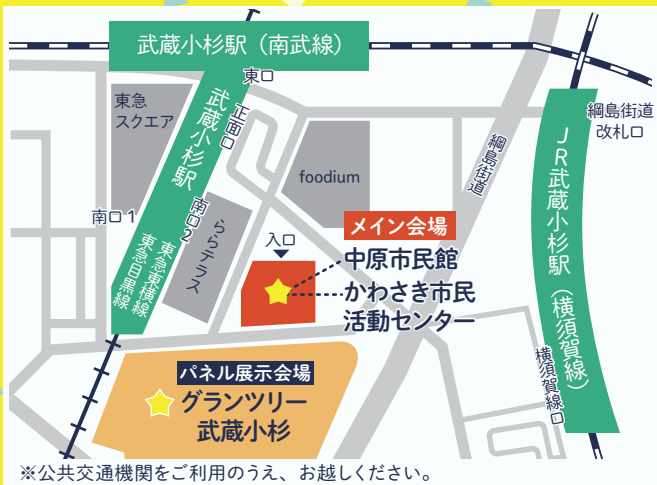 武蔵小杉駅（南武線）
東口
東急
スクエア
武蔵小杉駅
正面口
綱島街道
改札口
foodium
綱島街道
JR武蔵小杉駅（横須賀線）
南口1
南口2
ららテラス
東急東横線
東急目黒線
入口
メイン会場
中原市民館
かわさき市民
活動センター
横須賀線口
パネル展示会場
グランツリー
武蔵小杉
※公共交通機関をご利用のうえ、お越しください。